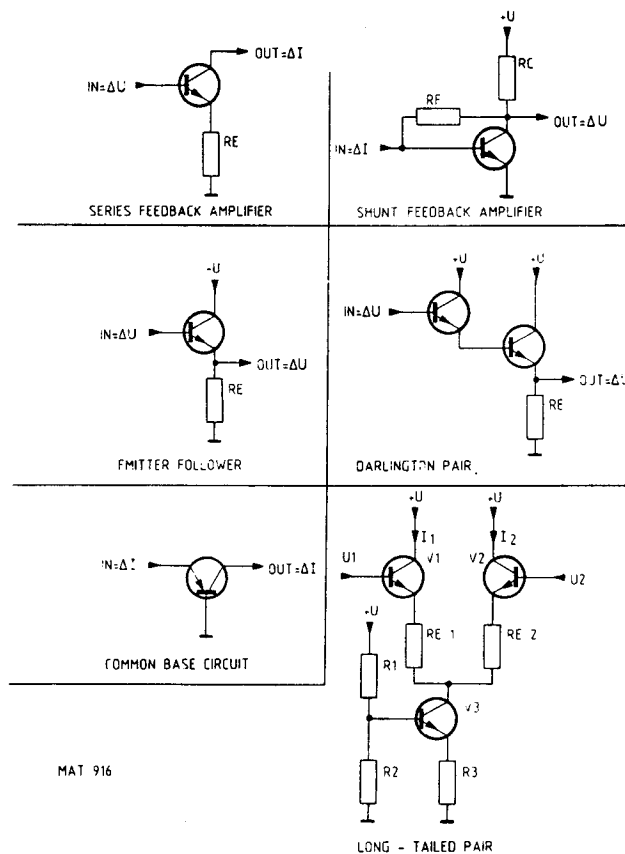 OUT=ΔI
IN=ΔU
RE
SERIES FEEDBACK AMPLIFIER
+U
RC
RF
OUT=ΔU
IN=ΔI
SHUNT FEEDBACK AMPLIFIER
+U
IN=ΔU
OUT=ΔU
RE
EMITTER FOLLOWER
+U +U
IN=ΔU
OUT=ΔU
RE
DARLINGTON PAIR
IN=ΔI OUT=ΔI
COMMON BASE CIRCUIT
+U +U
I1 I2
U1 V1 V2 U2
+U
RE 1 RE 2
R1
V3
R2 R3
LONG - TAILED PAIR
MAT 916